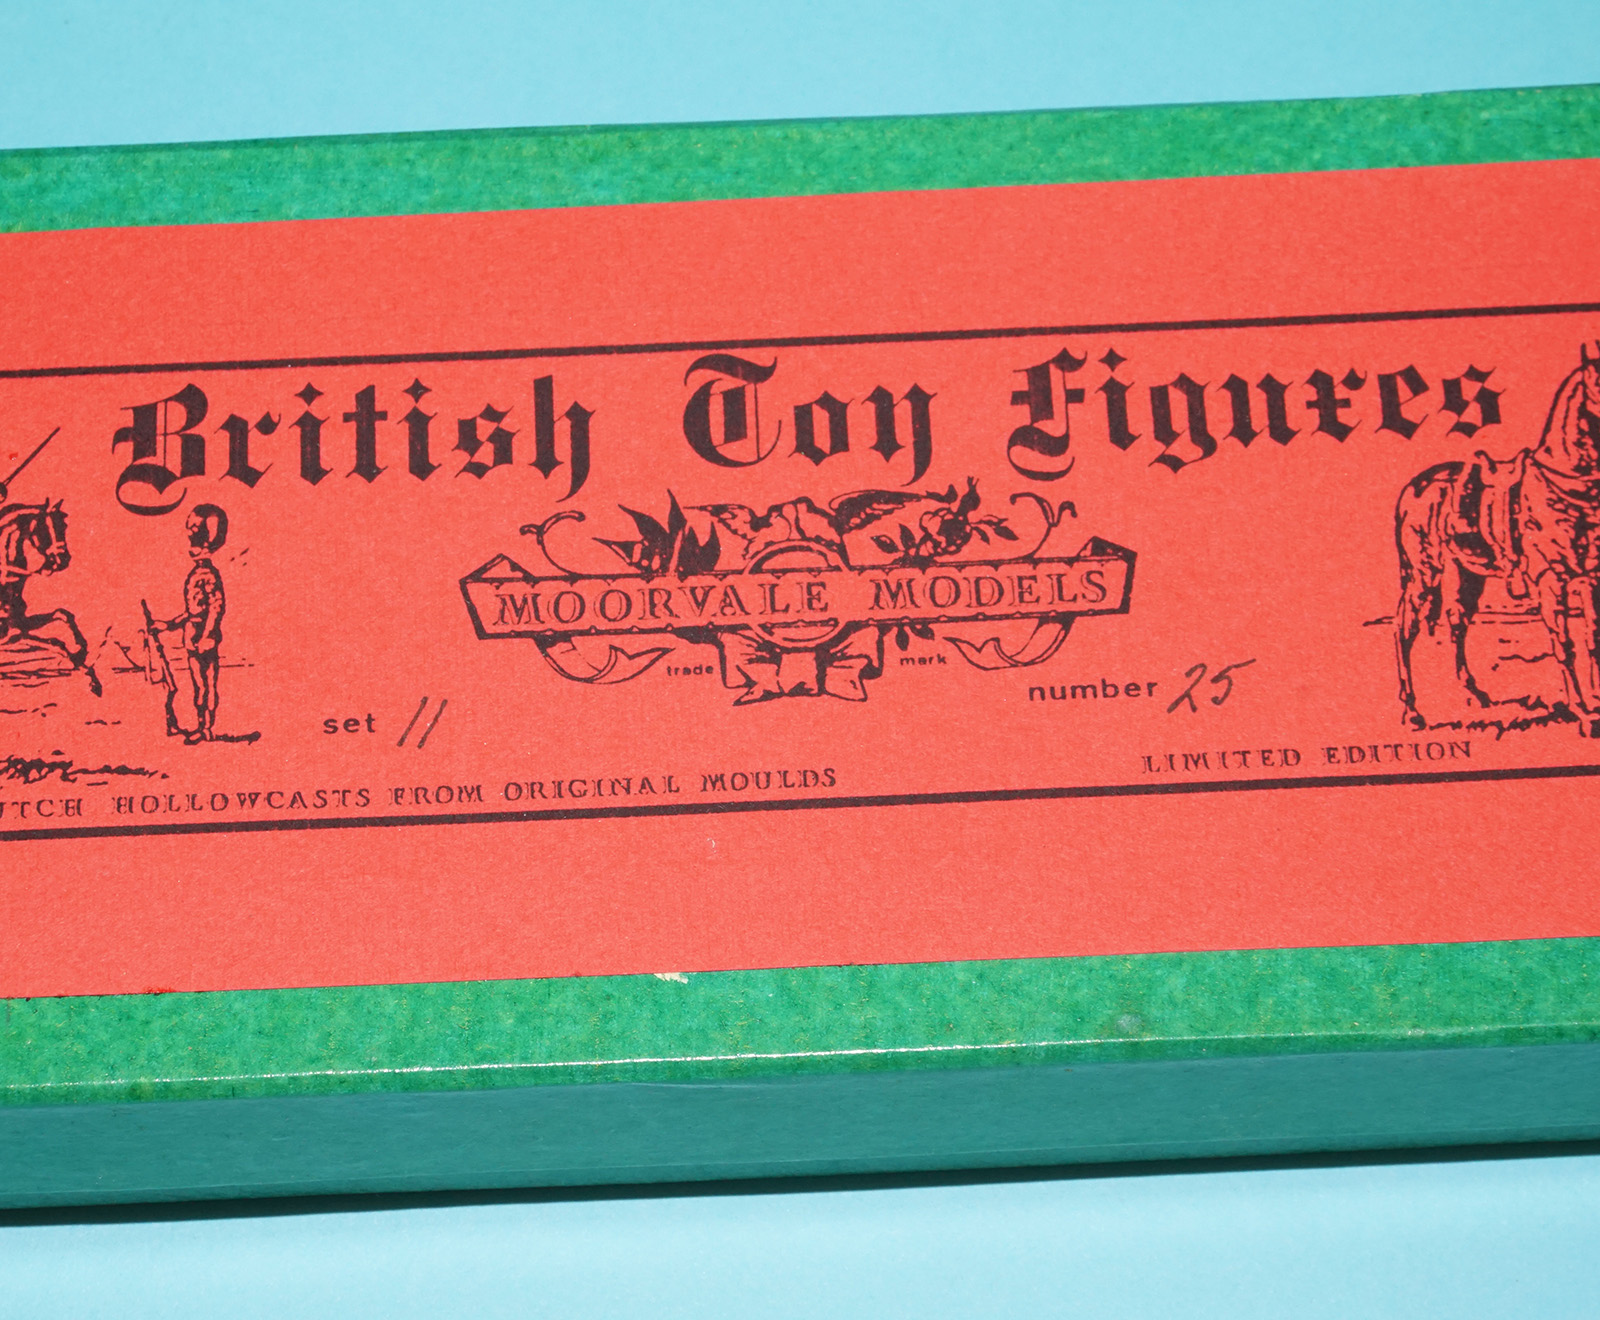 British Toy Figures
MOORVALE MODELS
trade mark
set 11
number 25
HOLLOWCASTS FROM ORIGINAL MOULDS
LIMITED EDITION